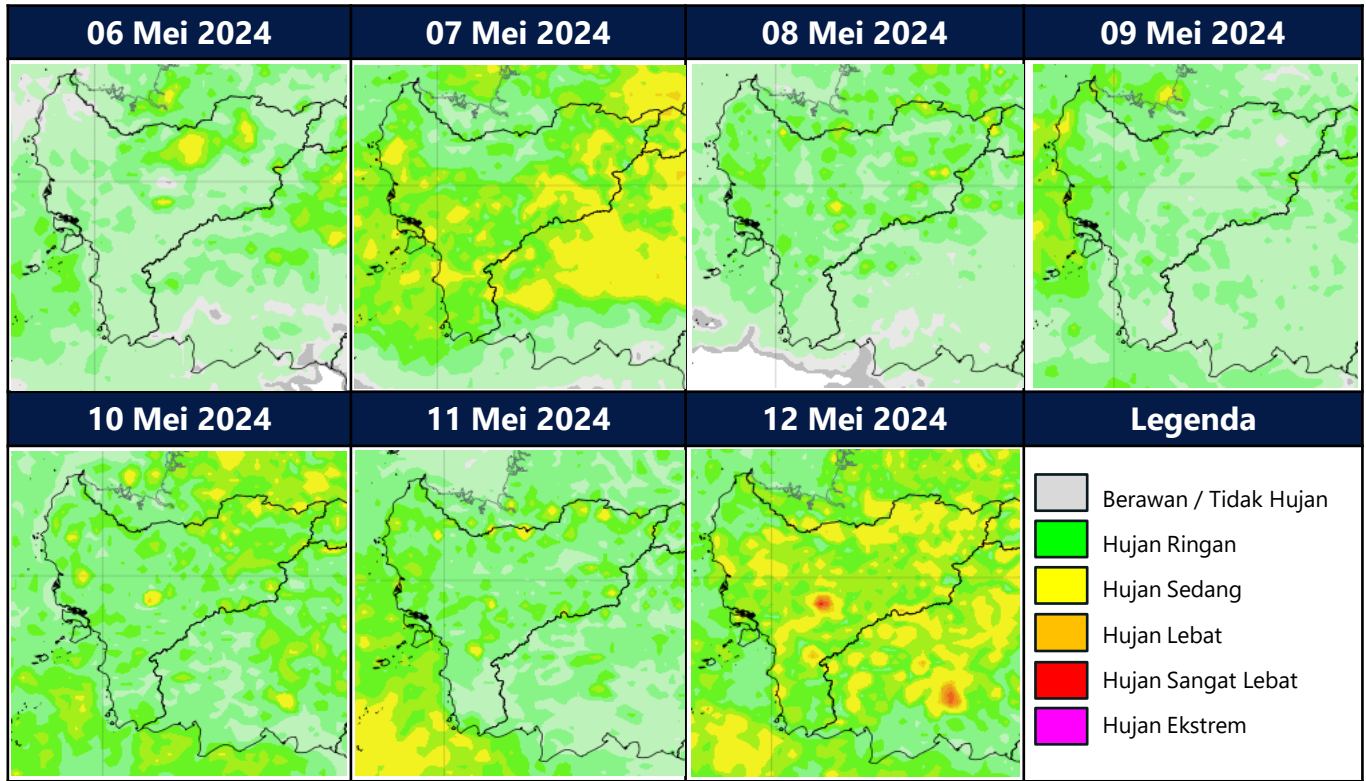 06 Mei 2024
07 Mei 2024
08 Mei 2024
09 Mei 2024
10 Mei 2024
11 Mei 2024
12 Mei 2024
Legenda
Berawan / Tidak Hujan
Hujan Ringan
Hujan Sedang
Hujan Lebat
Hujan Sangat Lebat
Hujan Ekstrem